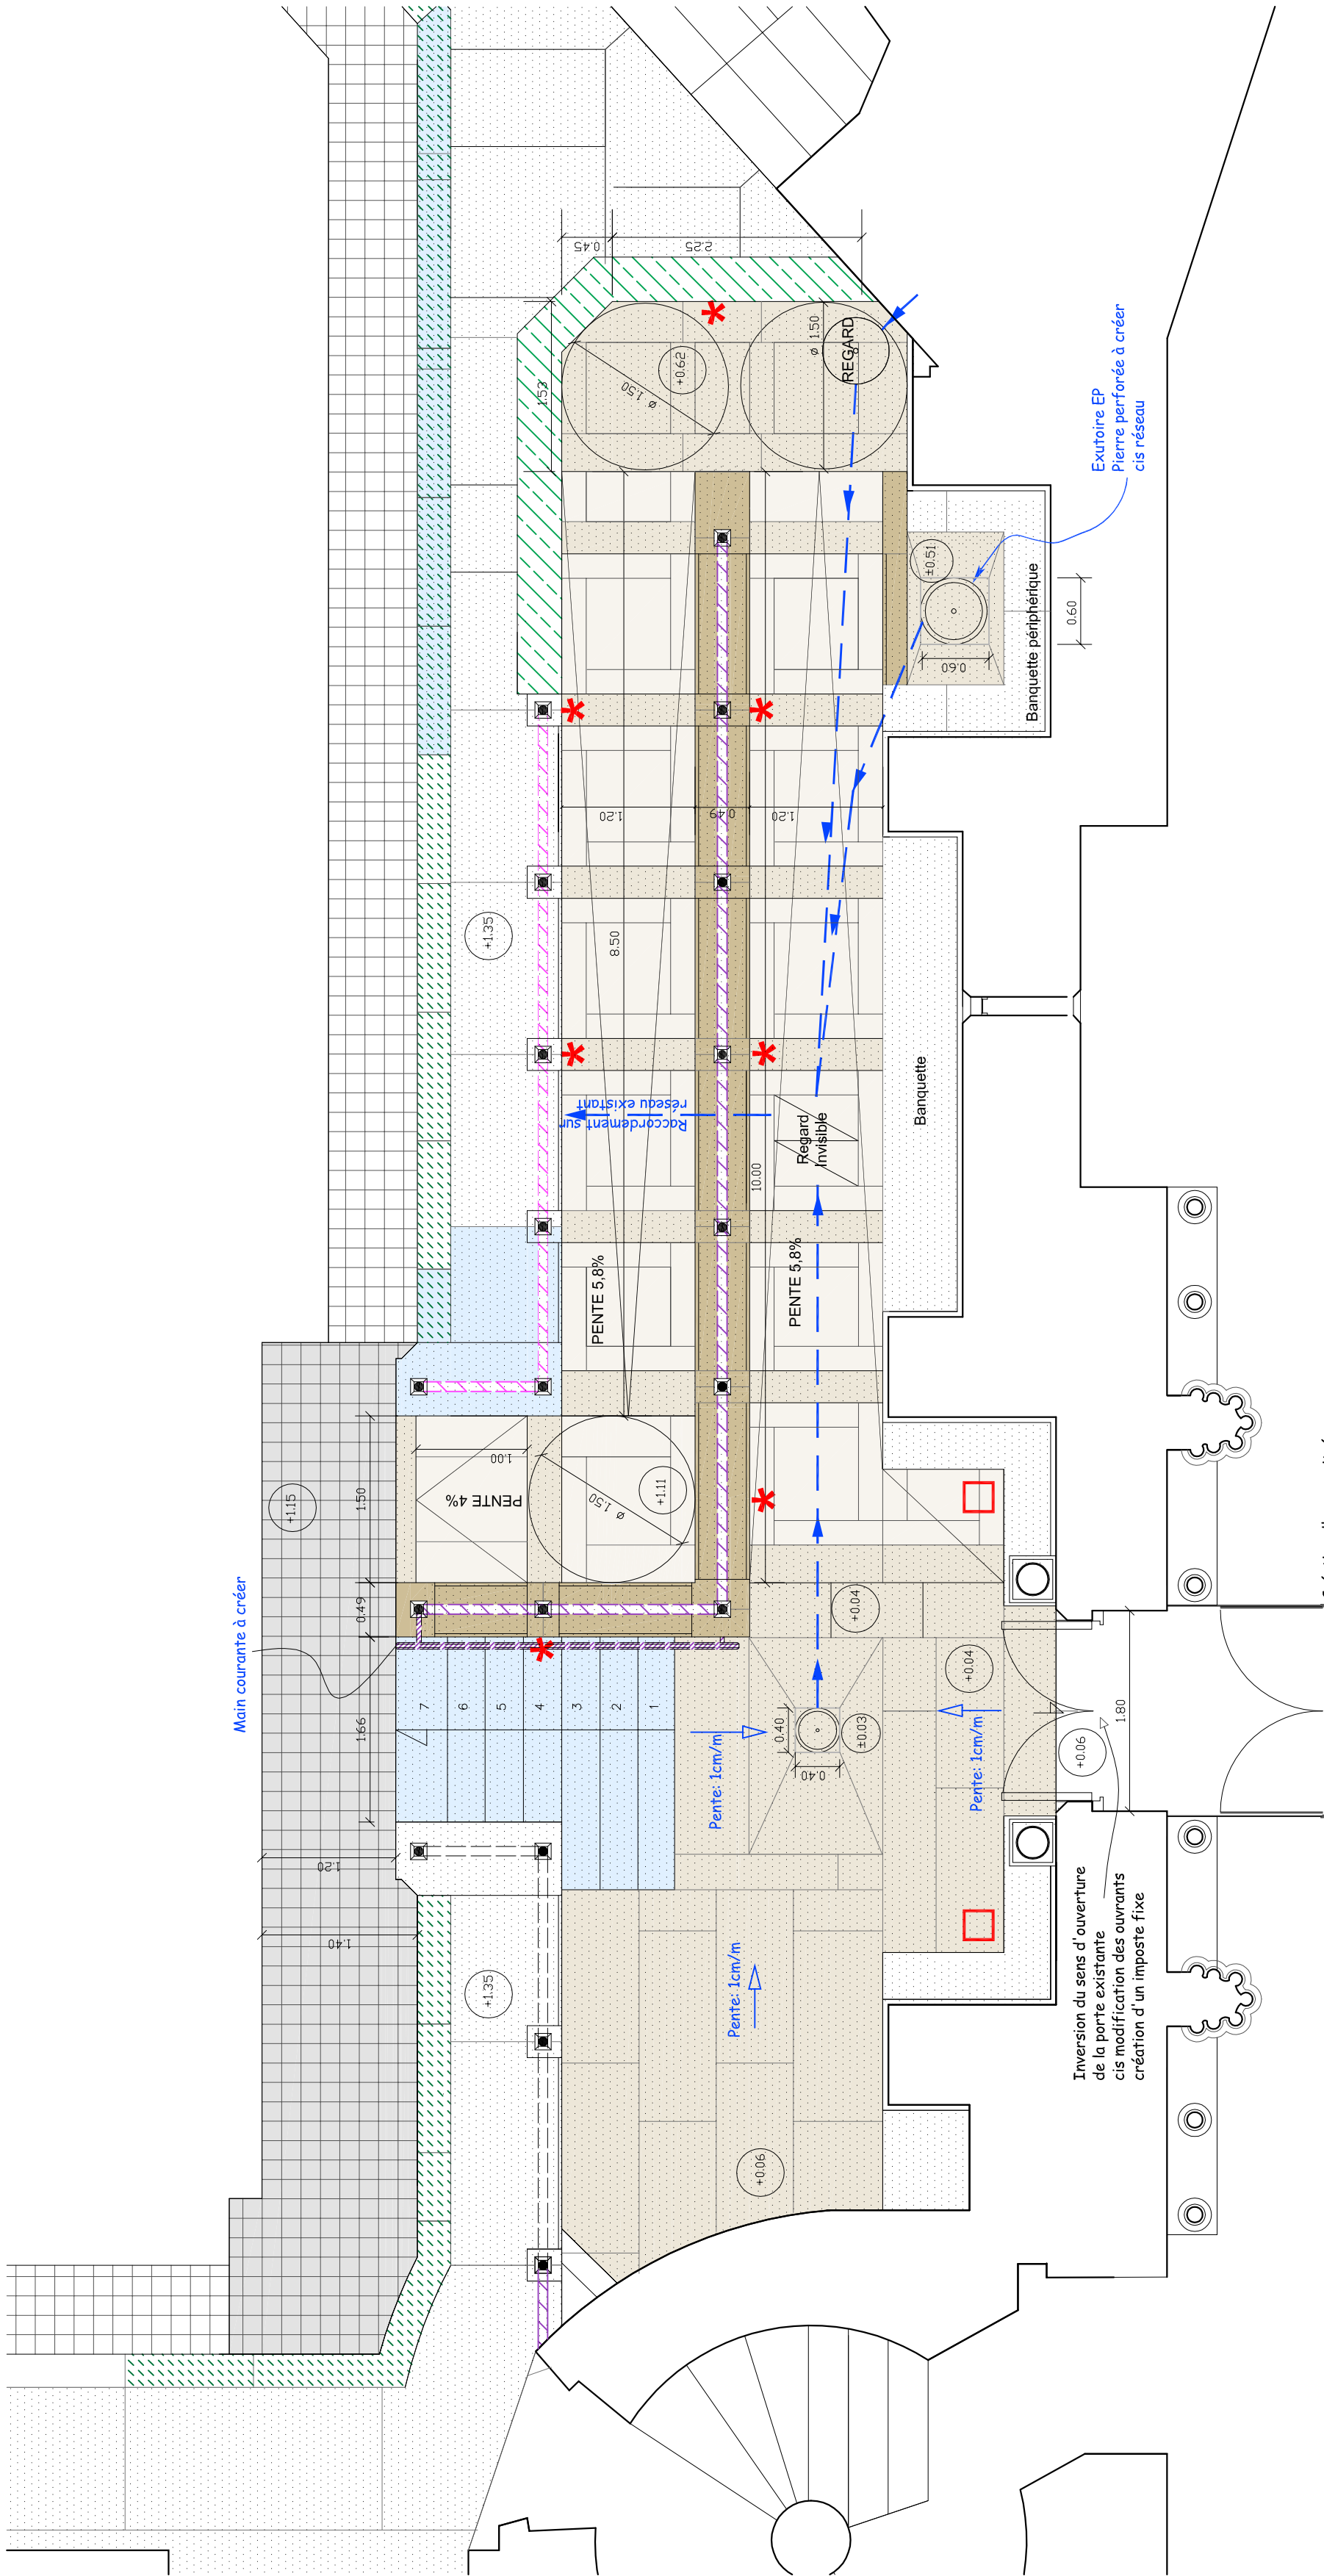 0.45
2.25
1.53
ø 1.50
+0.62
ø 1.50
REGARD
Exutoire EP
Pierre perforée à créer
cis réseau
±0.51
0.60
0.60
Banquette périphérique
1.20
0.49
1.20
+1.35
8.50
Raccordement sur
réseau existant
Regard
Invisible
10.00
Banquette
PENTE 5,8%
PENTE 5,8%
+1.15
1.50
1.00
PENTE 4%
ø 1.50
+1.11
Main courante à créer
0.49
1.66
7
6
5
4
3
2
1
+0.04
+0.04
Pente: 1cm/m
0.40
0.40
±0.03
Pente: 1cm/m
+0.06
1.80
1.20
1.40
+1.35
Pente: 1cm/m
Inversion du sens d'ouverture
de la porte existante
cis modification des ouvrants
création d'un imposte fixe
+0.06